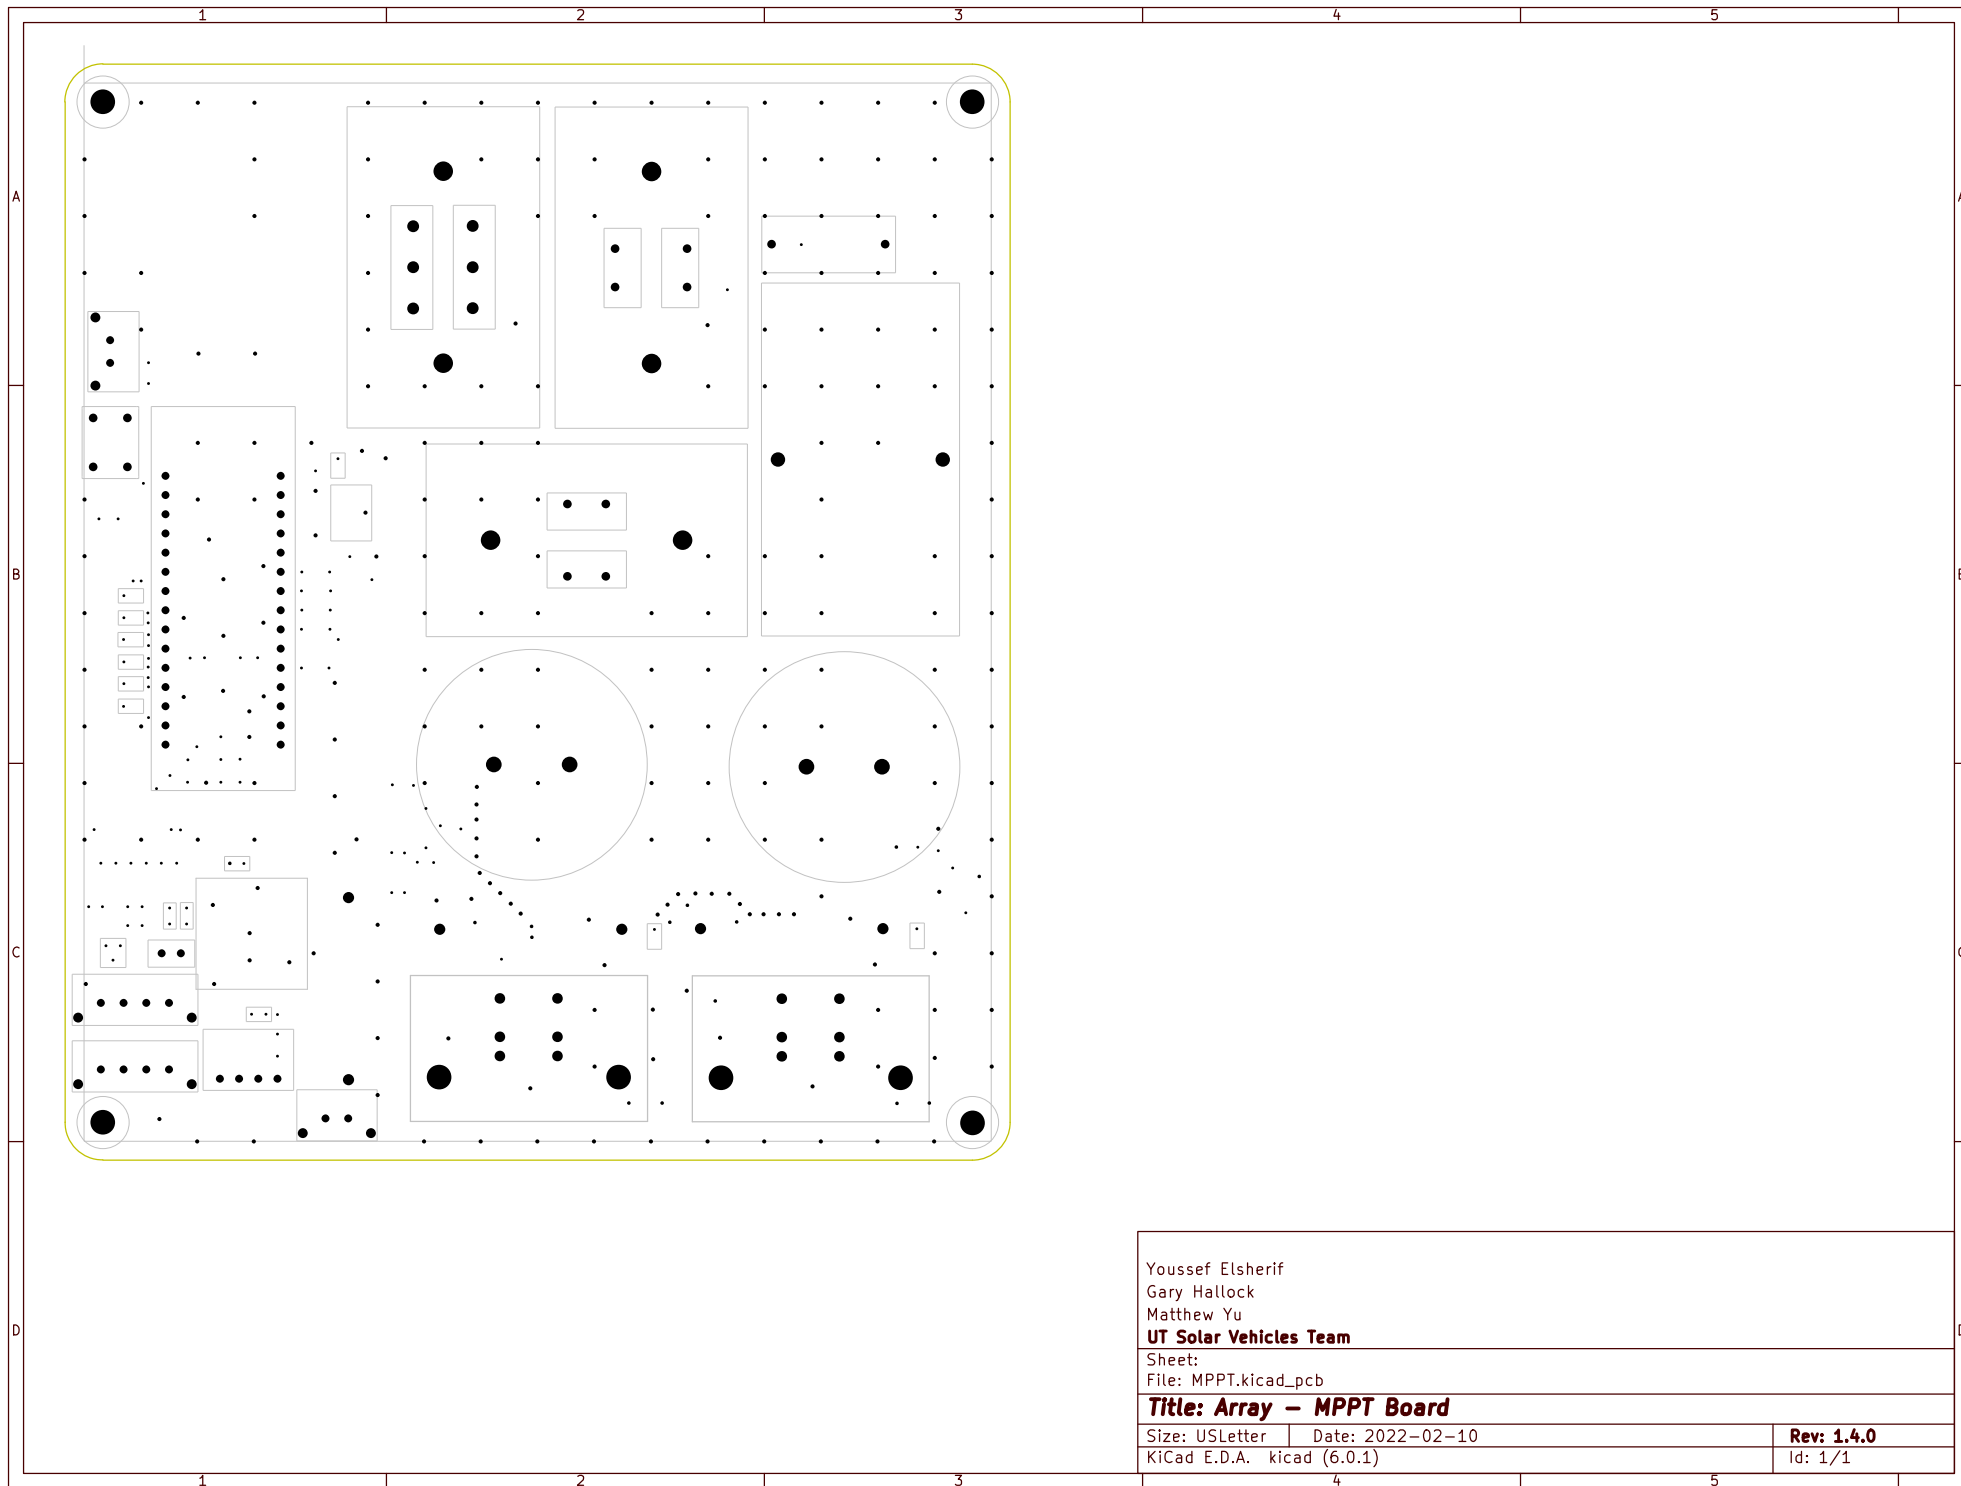 1 2 3 4 5
A A
B B
C C
D D
Youssef Elsherif
Gary Hallock
Matthew Yu
UT Solar Vehicles Team
Sheet:
File: MPPT.kicad_pcb
Title: Array - MPPT Board
Size: USLetter Date: 2022-02-10 Rev: 1.4.0
KiCad E.D.A. kicad (6.0.1) Id: 1/1
1 2 3 4 5